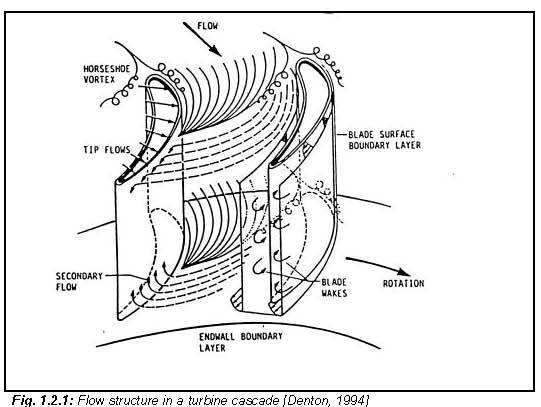 FLOW
HORSESHOE
VORTEX
TIP FLOWS
BLADE SURFACE
BOUNDARY LAYER
SECONDARY
FLOW
BLADE
WAKES
ROTATION
ENDWALL BOUNDARY
LAYER
Fig. 1.2.1: Flow structure in a turbine cascade [Denton, 1994]